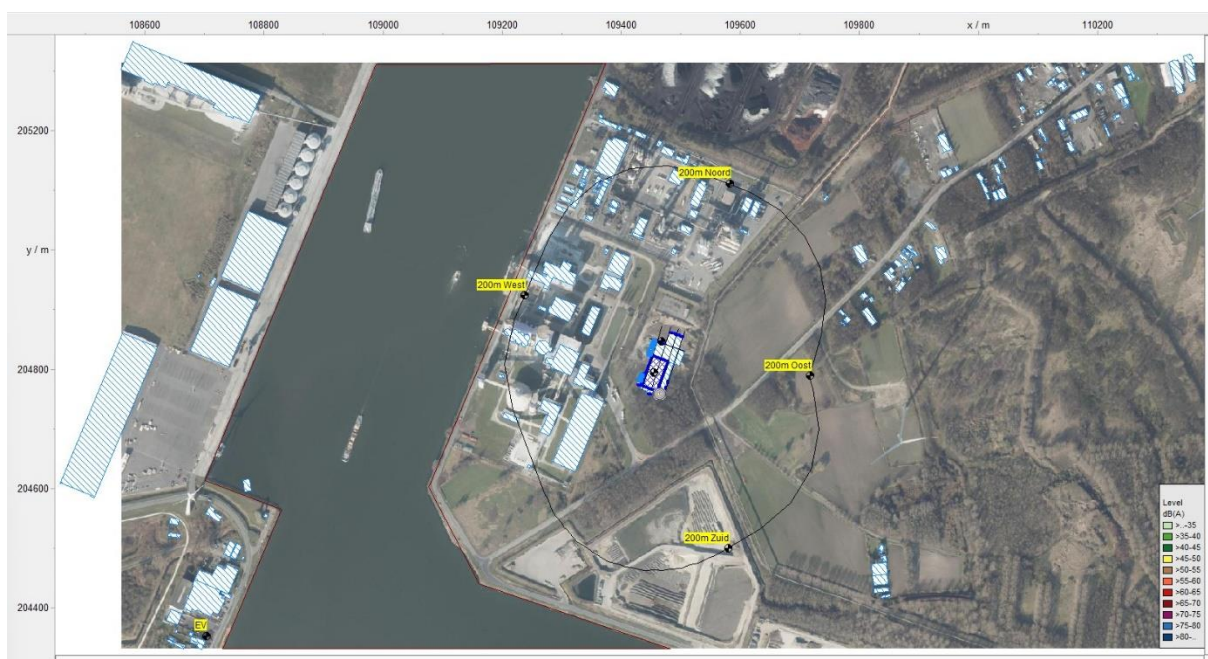 108600 108800 109000 109200 109400 109600 109800 x / m 110200
205200
y / m
204800
204600
204400
200m Noord
200m West
200m Oost
200m Zuid
EV
Level
dB(A)
>..-35
>35-40
>40-45
>45-50
>50-55
>55-60
>60-65
>65-70
>70-75
>75-80
>80-..